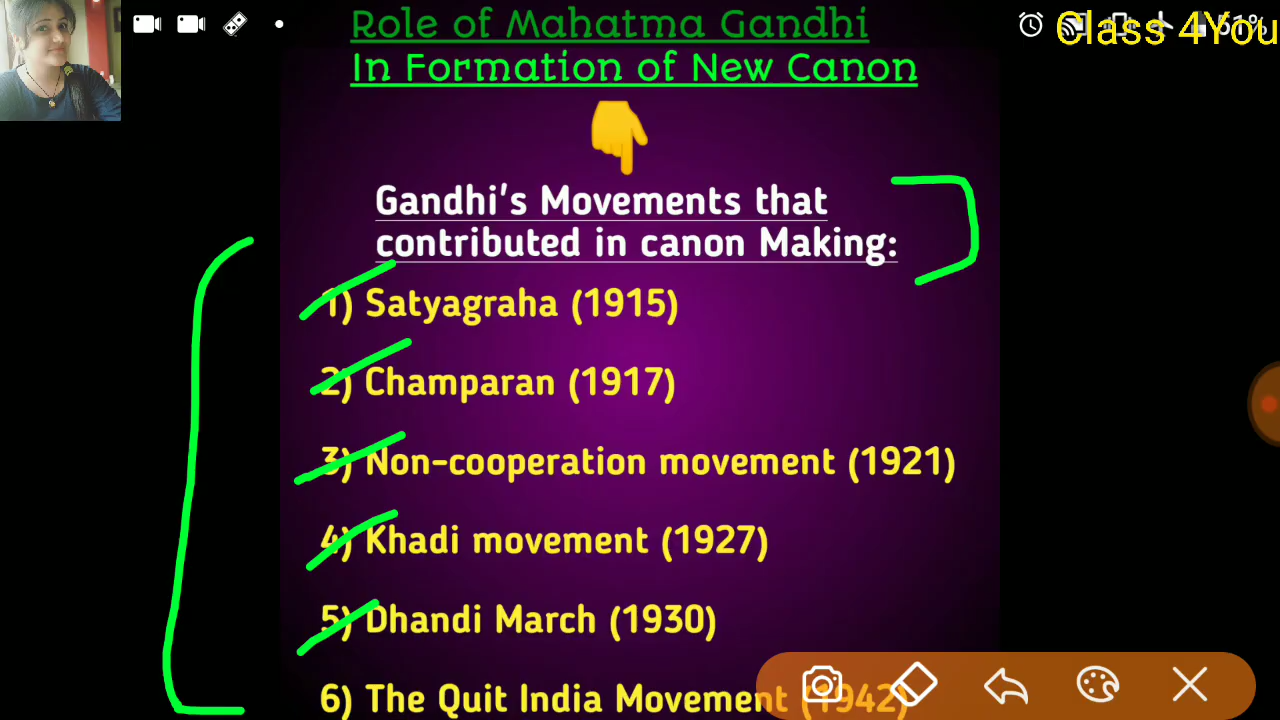 Role of Mahatma Gandhi
Class 4You
51%
In Formation of New Canon
Gandhi's Movements that
contributed in canon Making:
1) Satyagraha (1915)
2) Champaran (1917)
3) Non-cooperation movement (1921)
4) Khadi movement (1927)
5) Dhandi March (1930)
6) The Quit India Movement (1942)